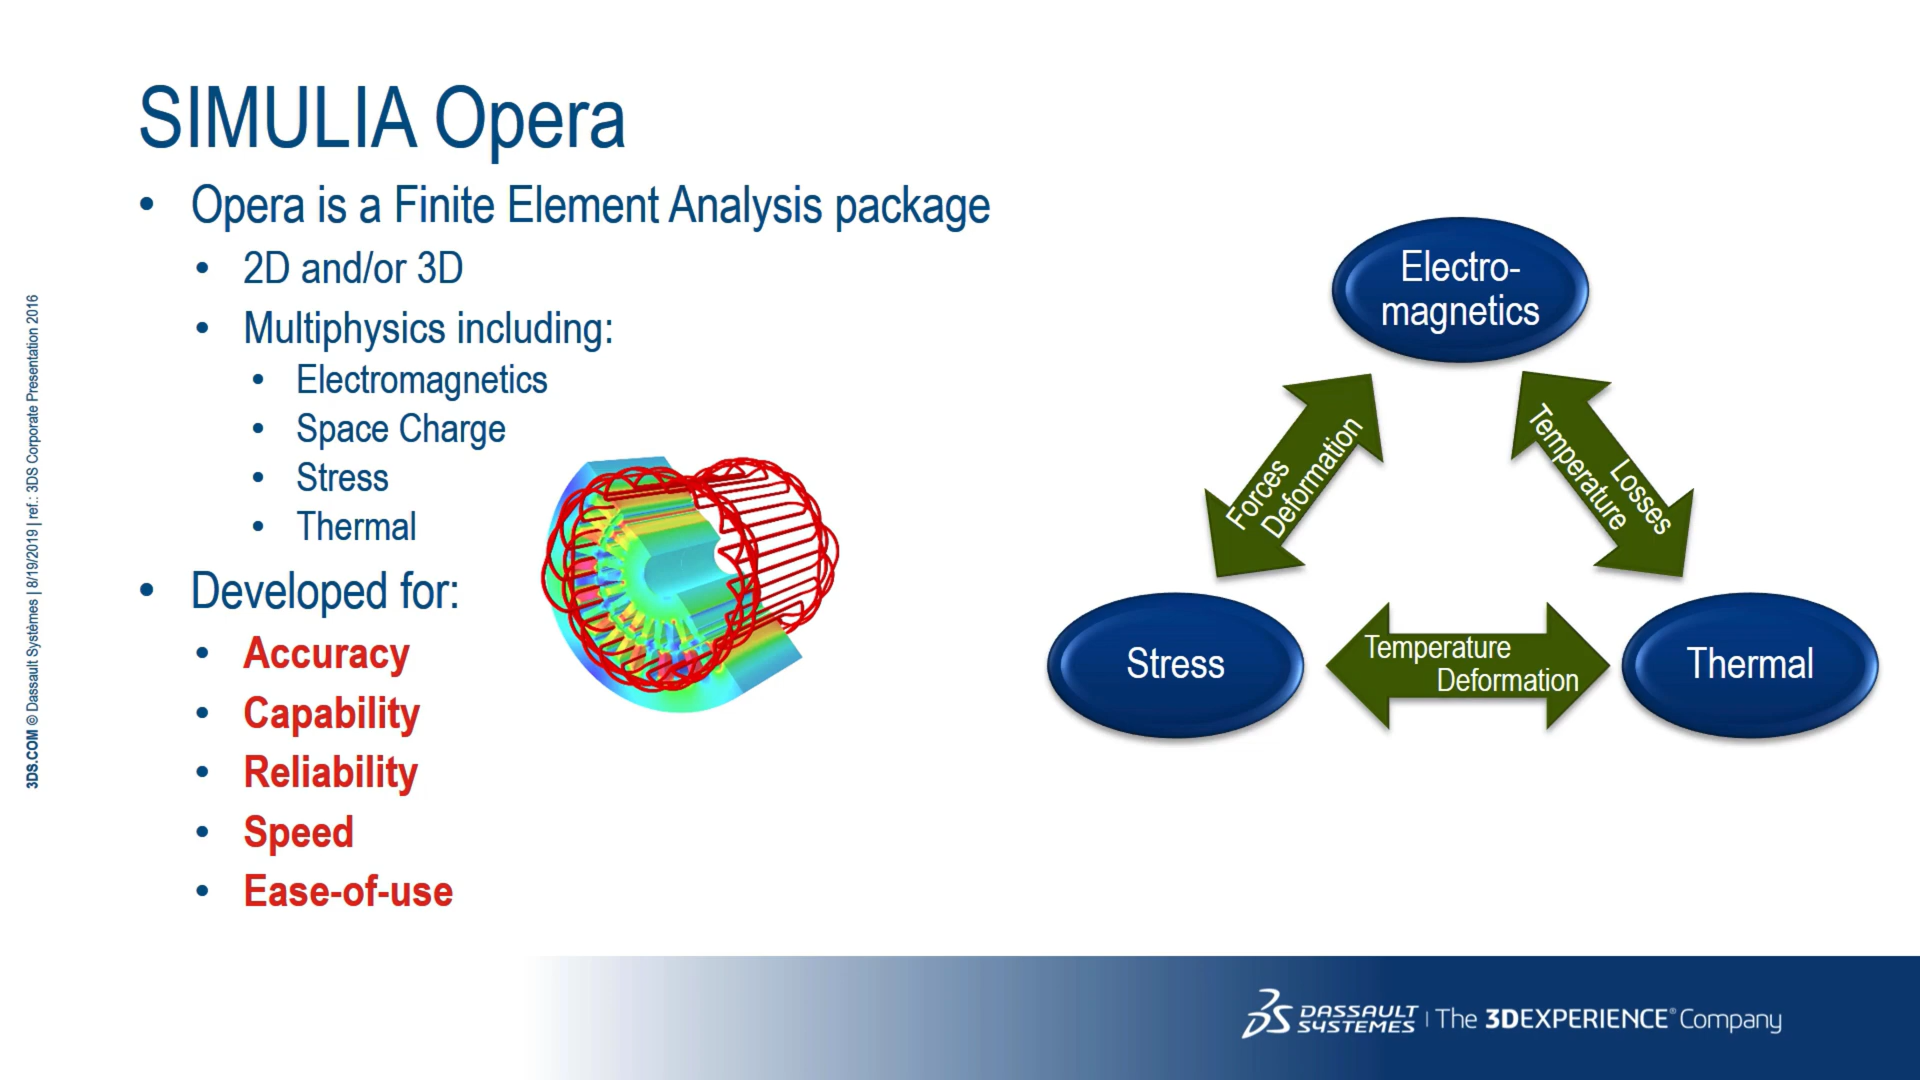 SIMULIA Opera
• Opera is a Finite Element Analysis package
• 2D and/or 3D
• Multiphysics including:
• Electromagnetics
• Space Charge
• Stress
• Thermal
• Developed for:
• Accuracy
• Capability
• Reliability
• Speed
• Ease-of-use
Electro-
magnetics
Forces
Deformation
Temperature
Losses
Stress
Temperature
Deformation
Thermal
3DS.COM © Dassault Systèmes | 8/19/2019 | ref.: 3DS Corporate Presentation 2016
DASSAULT
SYSTEMES | The 3DEXPERIENCE® Company